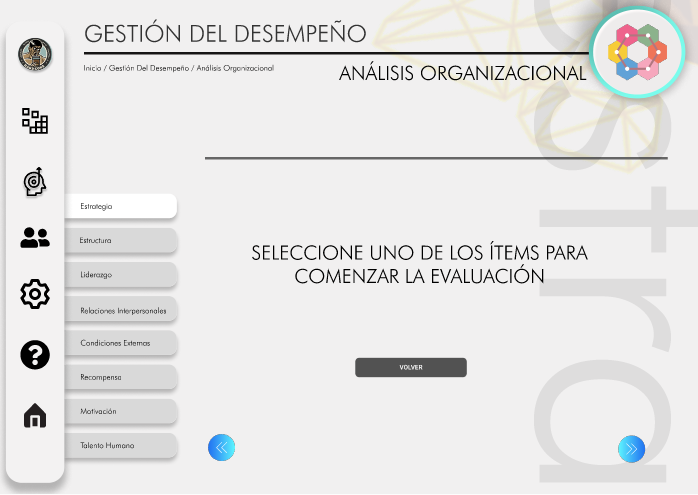 GESTIÓN DEL DESEMPEÑO
Inicio / Gestión Del Desempeño / Análisis Organizacional
ANÁLISIS ORGANIZACIONAL
Estrategia
Estructura
Liderazgo
Relaciones Interpersonales
Condiciones Externas
Recompensa
Motivación
Talento Humano
SELECCIONE UNO DE LOS ÍTEMS PARA
COMENZAR LA EVALUACIÓN
VOLVER